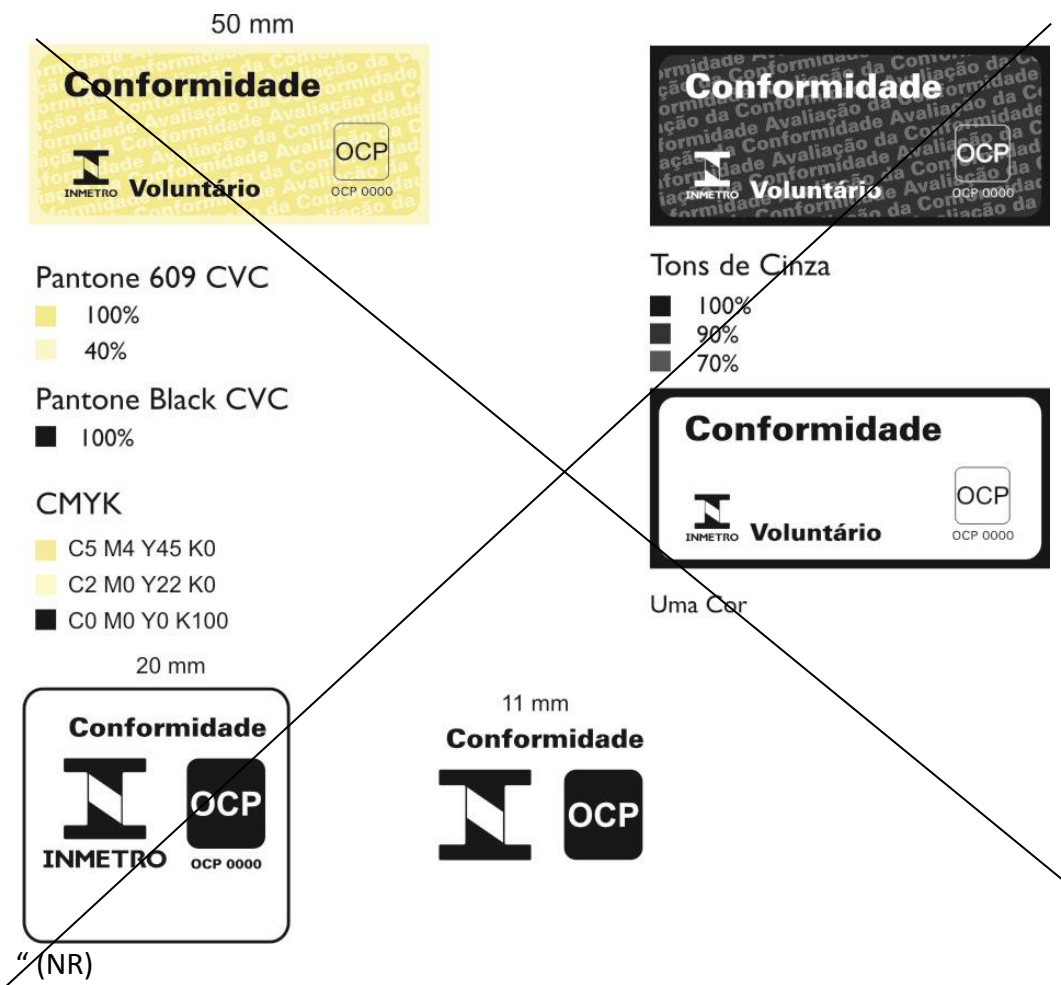 50 mm
Conformidade
INMETRO Voluntário
OCP
OCP 0000
Pantone 609 CVC
100%
40%
Pantone Black CVC
100%
CMYK
C5 M4 Y45 K0
C2 M0 Y22 K0
C0 M0 Y0 K100
Conformidade
INMETRO Voluntário
OCP
OCP 0000
Tons de Cinza
100%
90%
70%
Conformidade
INMETRO Voluntário
OCP
OCP 0000
Uma Cor
20 mm
Conformidade
OCP
INMETRO OCP 0000
11 mm
Conformidade
OCP
“ (NR)